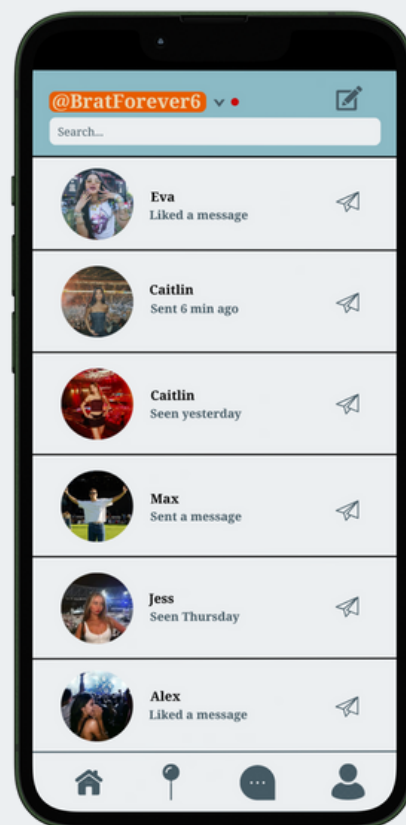 @BratForever6
Search...
Eva
Liked a message
Caitlin
Sent 6 min ago
Caitlin
Seen yesterday
Max
Sent a message
Jess
Seen Thursday
Alex
Liked a message